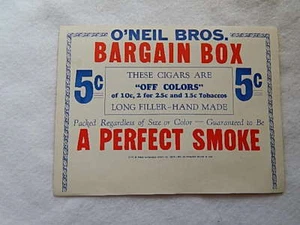 O'NEIL BROS.
BARGAIN BOX
5c
THESE CIGARS ARE
"OFF COLORS"
of 10c, 2 for 25c and 15c Tobaccos
LONG FILLER-HAND MADE
5c
Packed Regardless of Size or Color — Guaranteed to Be
A PERFECT SMOKE